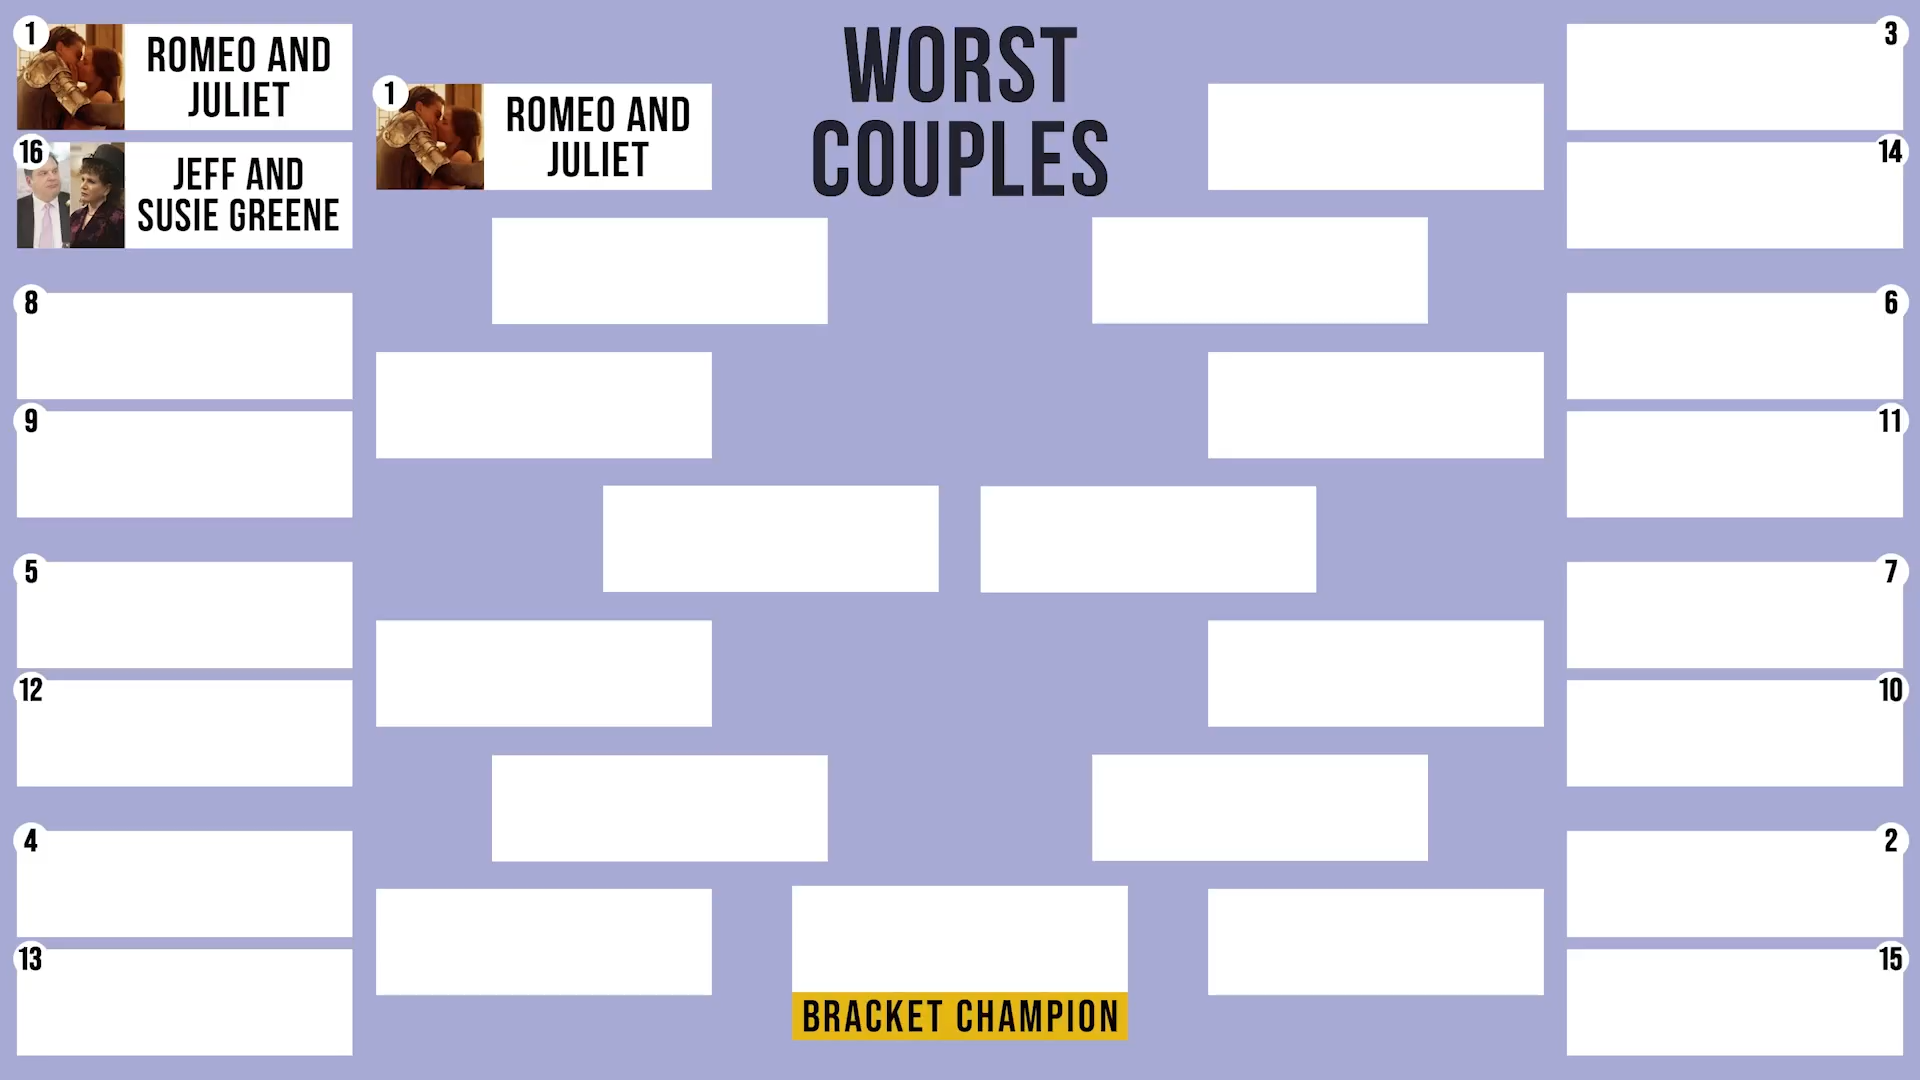 WORST
COUPLES
1
ROMEO AND
JULIET
16
JEFF AND
SUSIE GREENE
8
9
5
12
4
13
1
ROMEO AND
JULIET
3
14
6
11
7
10
2
15
BRACKET CHAMPION